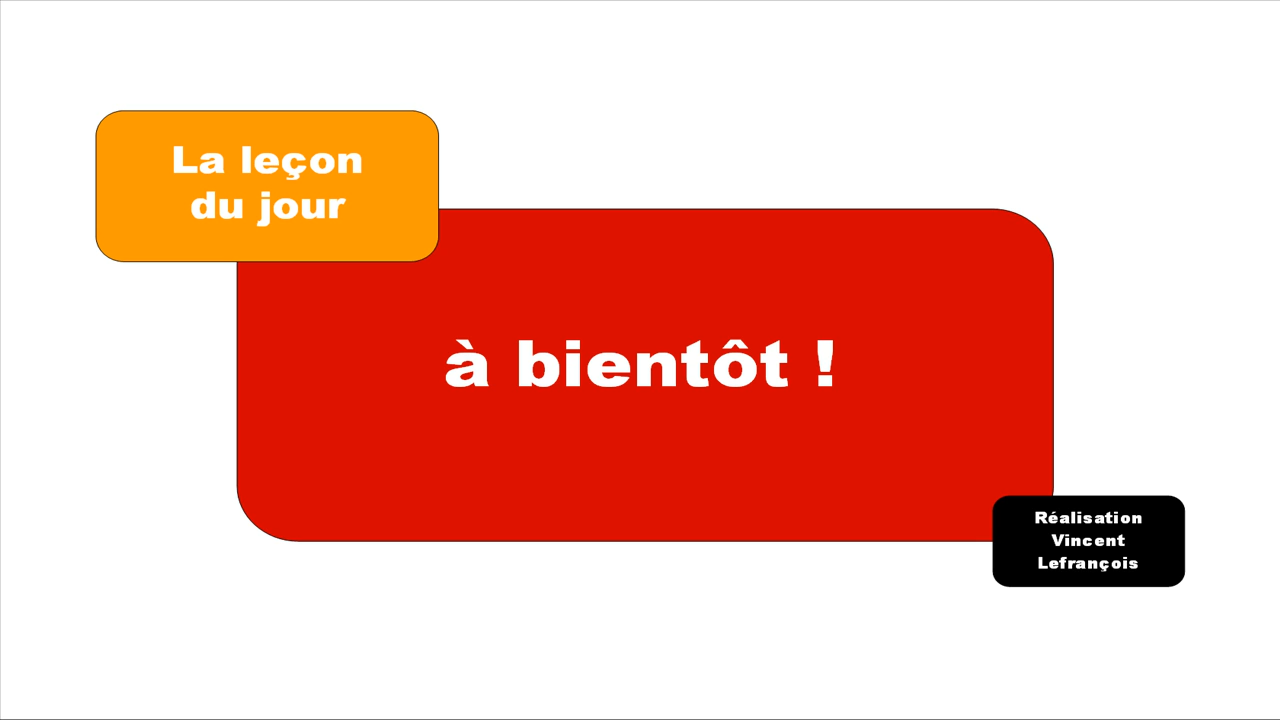 La leçon
du jour
à bientôt !
Réalisation
Vincent
Lefrançois